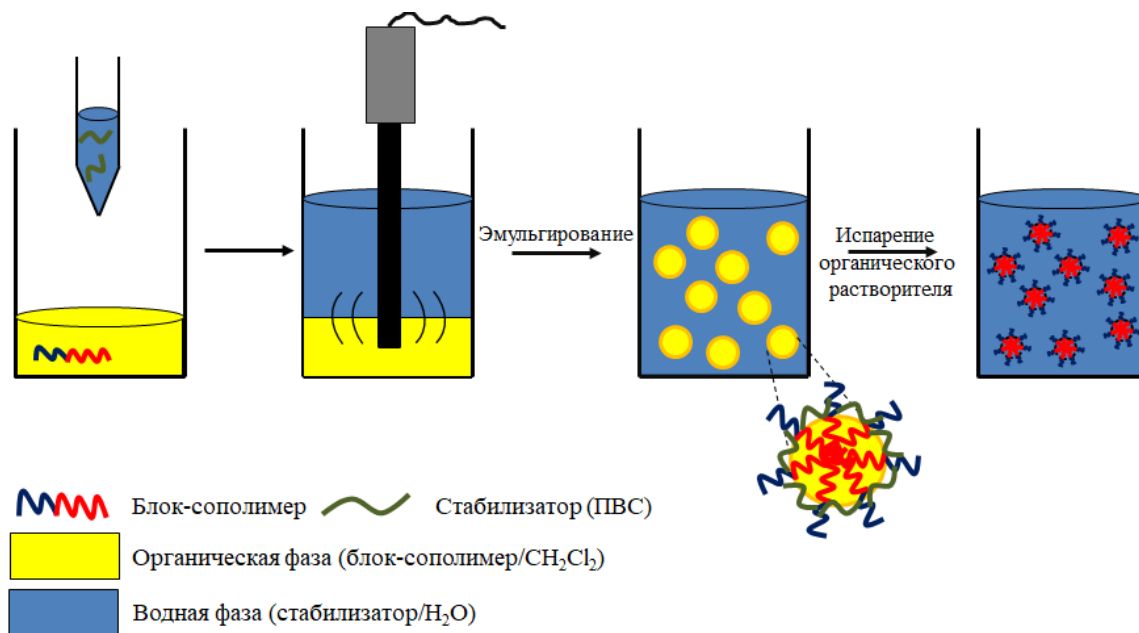 Эмульгирование
Испарение
органического
растворителя
Блок-сополимер
Стабилизатор (ПВС)
Органическая фаза (блок-сополимер/CH₂Cl₂)
Водная фаза (стабилизатор/H₂O)